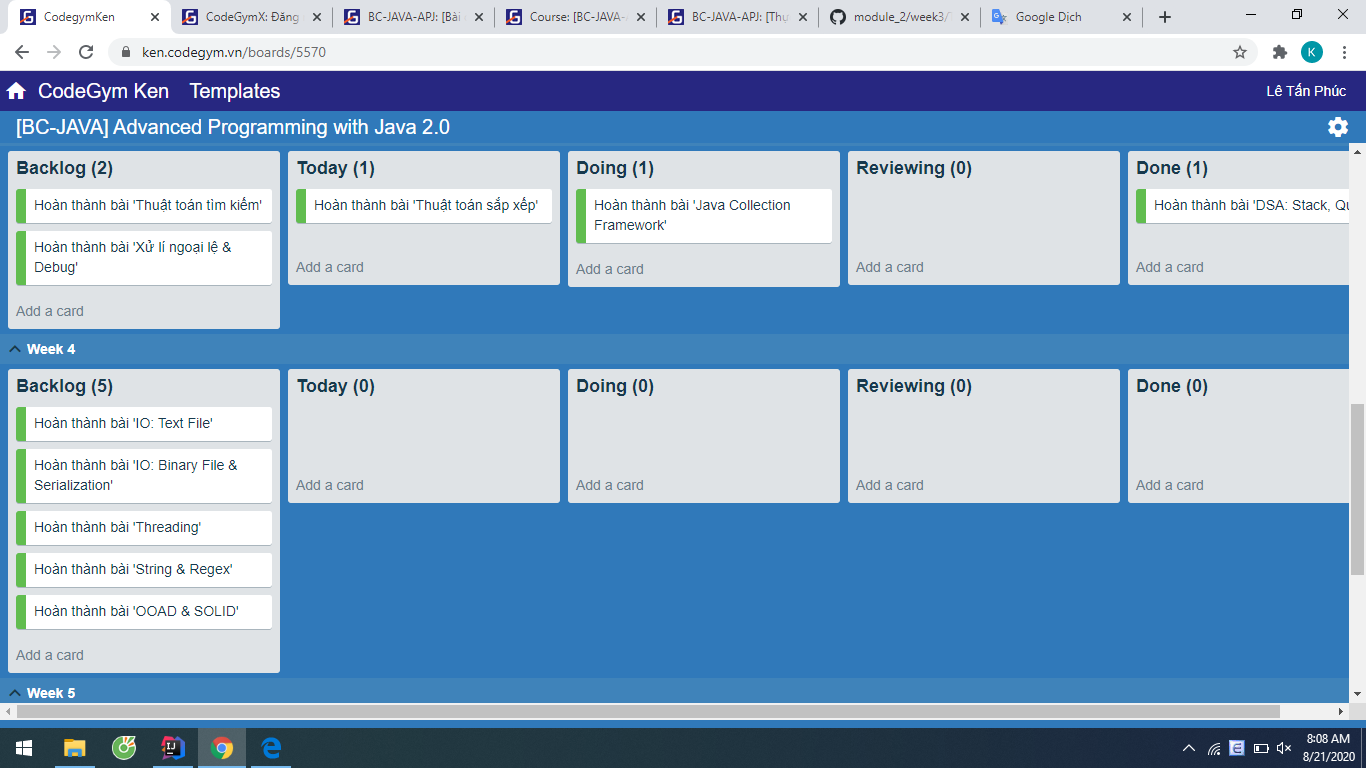 CodegymKen
CodeGymX: Đăng
BC-JAVA-APJ: [Bài
Course: [BC-JAVA-
BC-JAVA-APJ: [Thự
module_2/week3/
Google Dịch
ken.codegym.vn/boards/5570
K
CodeGym Ken Templates
Lê Tấn Phúc
[BC-JAVA] Advanced Programming with Java 2.0
Backlog (2)
Hoàn thành bài 'Thuật toán tìm kiếm'
Hoàn thành bài 'Xử lí ngoại lệ &
Debug'
Add a card
Today (1)
Hoàn thành bài 'Thuật toán sắp xếp'
Add a card
Doing (1)
Hoàn thành bài 'Java Collection
Framework'
Add a card
Reviewing (0)
Add a card
Done (1)
Hoàn thành bài 'DSA: Stack, Qu
Add a card
Week 4
Backlog (5)
Hoàn thành bài 'IO: Text File'
Hoàn thành bài 'IO: Binary File &
Serialization'
Hoàn thành bài 'Threading'
Hoàn thành bài 'String & Regex'
Hoàn thành bài 'OOAD & SOLID'
Add a card
Today (0)
Add a card
Doing (0)
Add a card
Reviewing (0)
Add a card
Done (0)
Add a card
Week 5
8:08 AM
8/21/2020